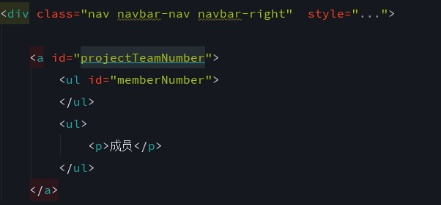 <div class="nav navbar-nav navbar-right" style="...">
<a id="projectTeamNumber">
<ul id="memberNumber">
</ul>
<ul>
<p>成员</p>
</ul>
</a>